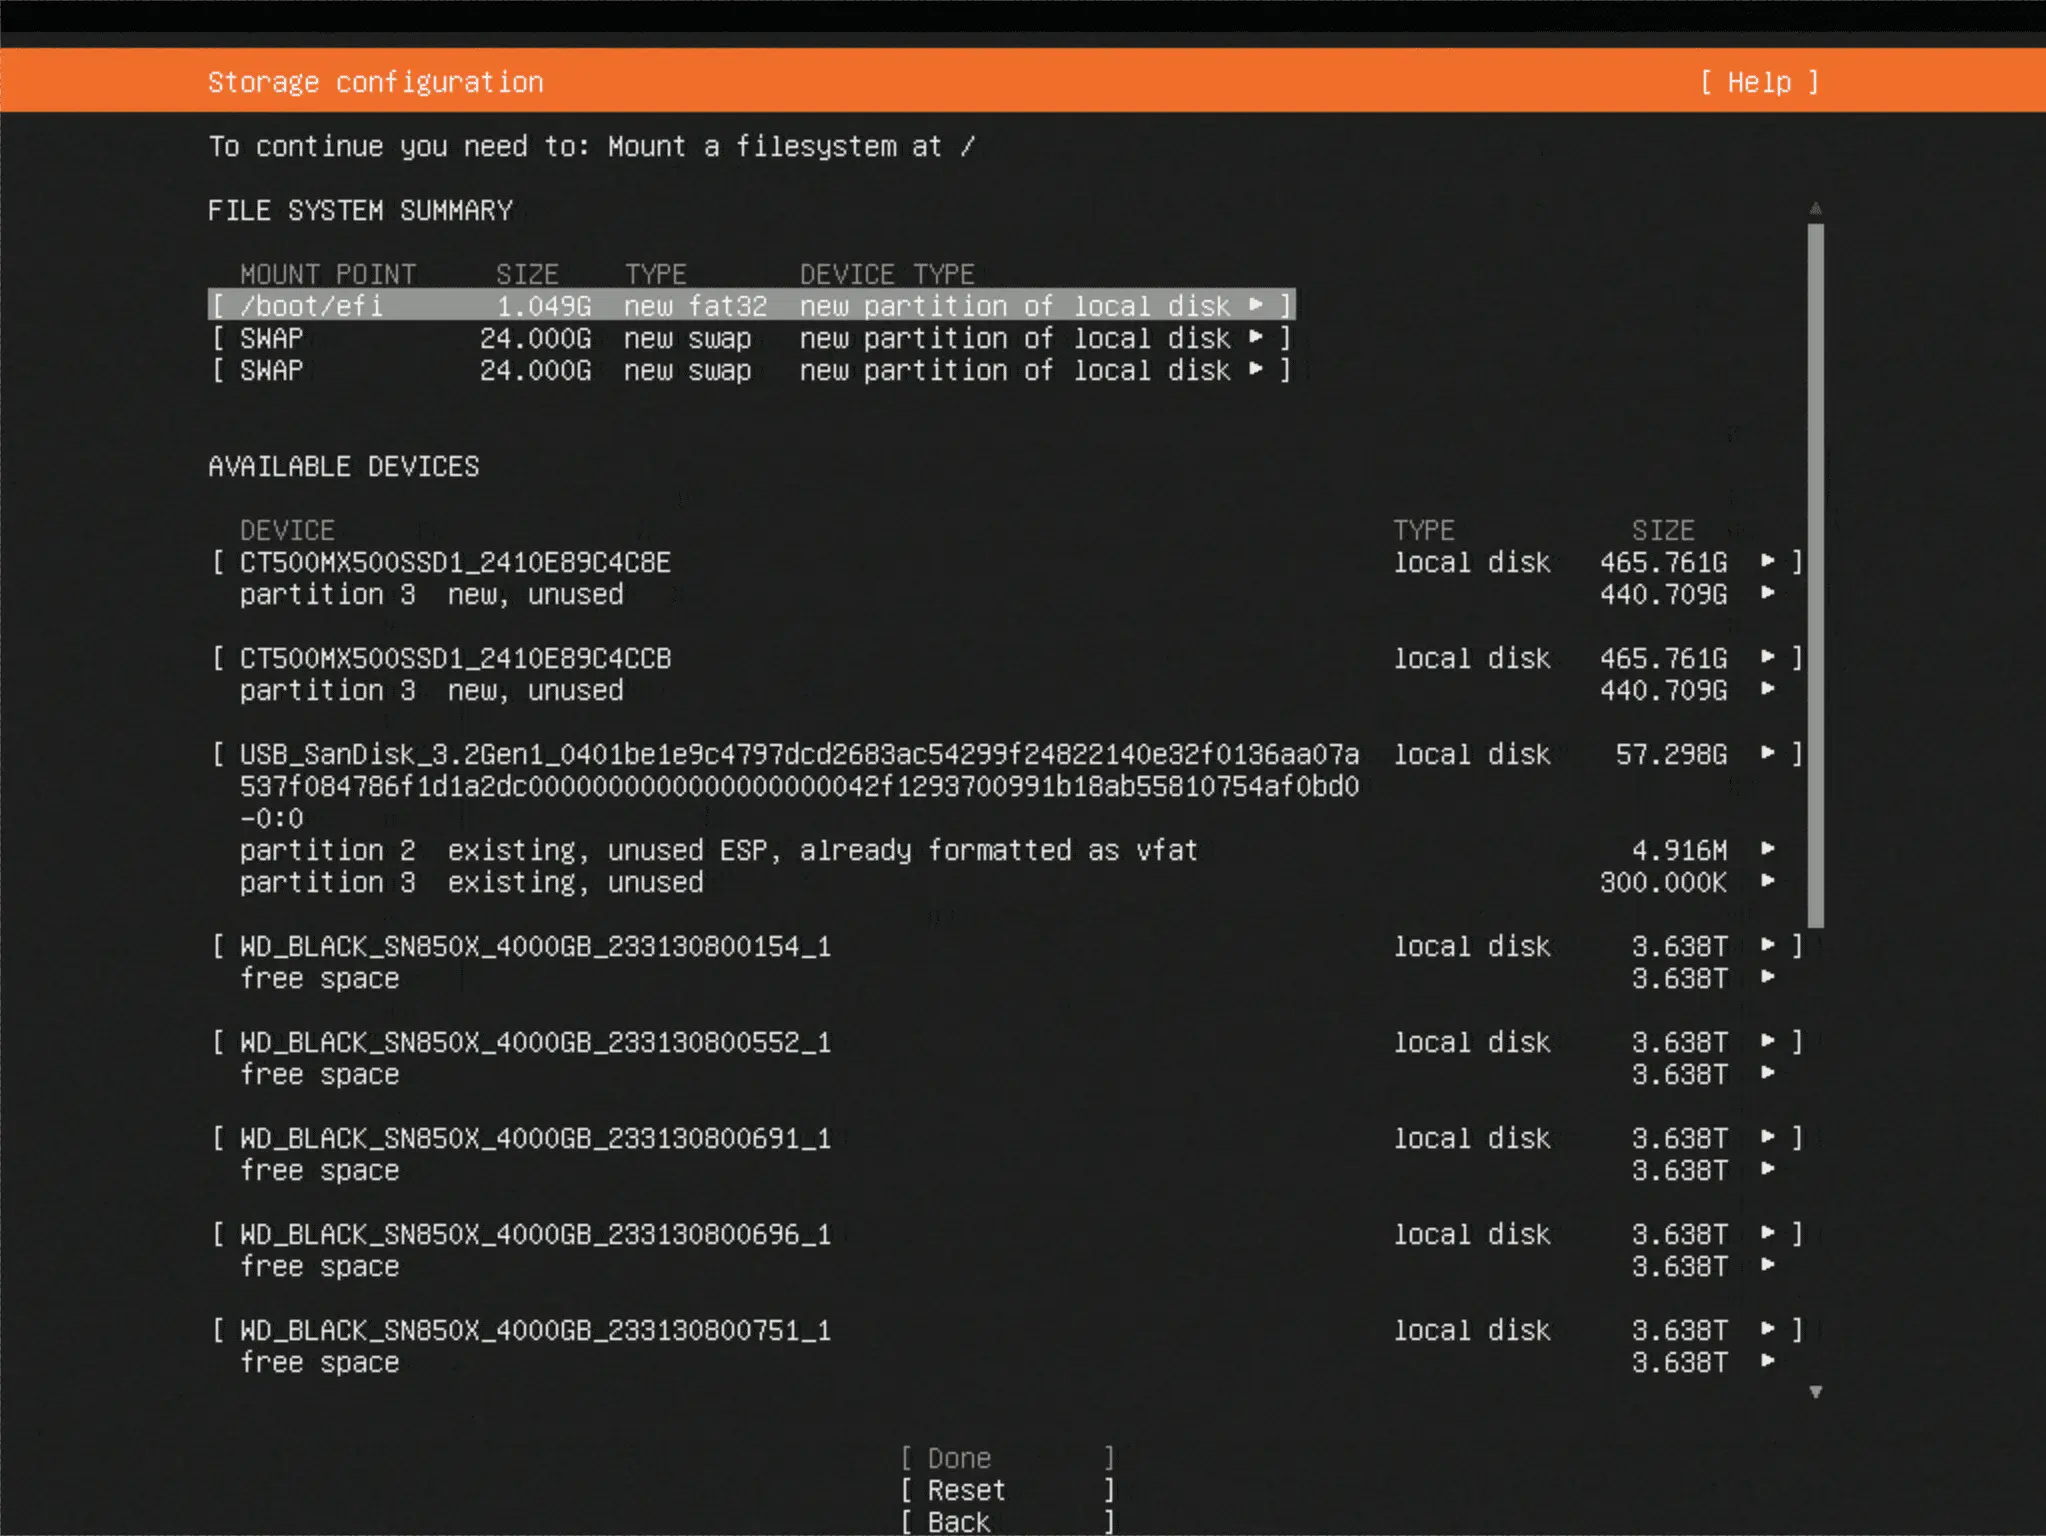 Storage configuration [ Help ]
To continue you need to: Mount a filesystem at /
FILE SYSTEM SUMMARY
MOUNT POINT SIZE TYPE DEVICE TYPE
[ /boot/efi 1.049G new fat32 new partition of local disk ▸ ]
[ SWAP 24.000G new swap new partition of local disk ▸ ]
[ SWAP 24.000G new swap new partition of local disk ▸ ]
AVAILABLE DEVICES
DEVICE TYPE SIZE
[ CT500MX500SSD1_2410E89C4C8E local disk 465.761G ▸ ]
partition 3 new, unused 440.709G ▸
[ CT500MX500SSD1_2410E89C4CCB local disk 465.761G ▸ ]
partition 3 new, unused 440.709G ▸
[ USB_SanDisk_3.2Gen1_0401be1e9c4797dcd2683ac54299f24822140e32f0136aa07a local disk 57.298G ▸ ]
537f084786f1d1a2dc0000000000000000000042f1293700991b18ab55810754af0bd0
-0:0
partition 2 existing, unused ESP, already formatted as vfat 4.916M ▸
partition 3 existing, unused 300.000K ▸
[ WD_BLACK_SN850X_4000GB_233130800154_1 local disk 3.638T ▸ ]
free space 3.638T ▸
[ WD_BLACK_SN850X_4000GB_233130800552_1 local disk 3.638T ▸ ]
free space 3.638T ▸
[ WD_BLACK_SN850X_4000GB_233130800691_1 local disk 3.638T ▸ ]
free space 3.638T ▸
[ WD_BLACK_SN850X_4000GB_233130800696_1 local disk 3.638T ▸ ]
free space 3.638T ▸
[ WD_BLACK_SN850X_4000GB_233130800751_1 local disk 3.638T ▸ ]
free space 3.638T ▸
[ Done ]
[ Reset ]
[ Back ]